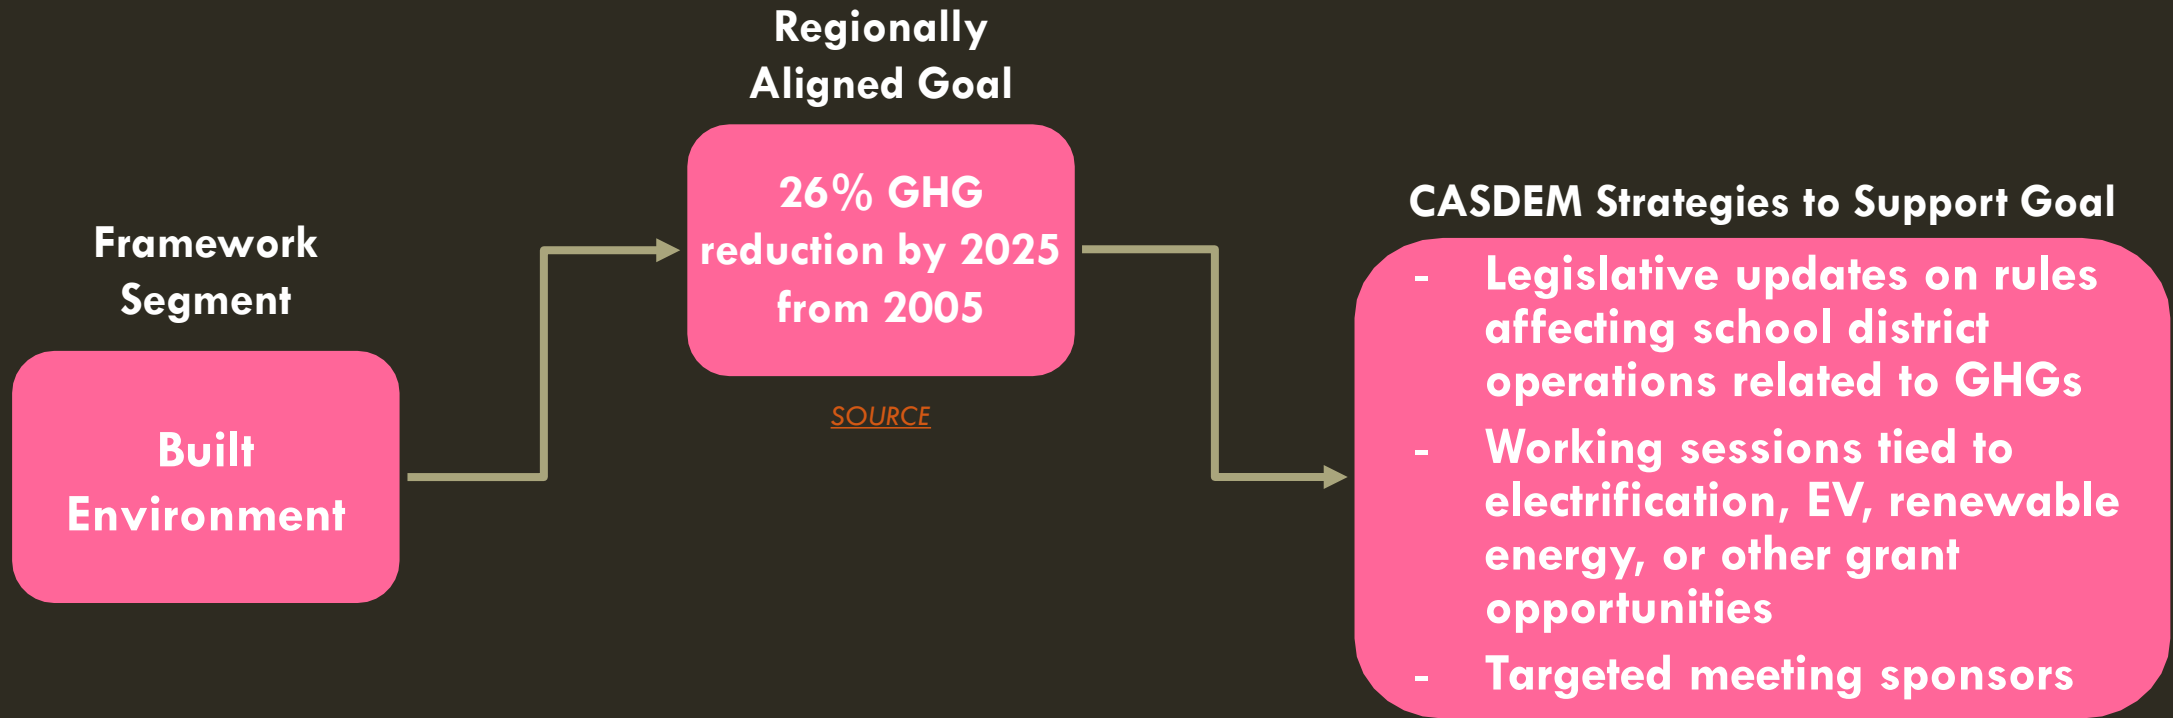 Framework
Segment
Built
Environment
Regionally
Aligned Goal
26% GHG
reduction by 2025
from 2005
SOURCE
CASDEM Strategies to Support Goal
- Legislative updates on rules
affecting school district
operations related to GHGs
- Working sessions tied to
electrification, EV, renewable
energy, or other grant
opportunities
- Targeted meeting sponsors